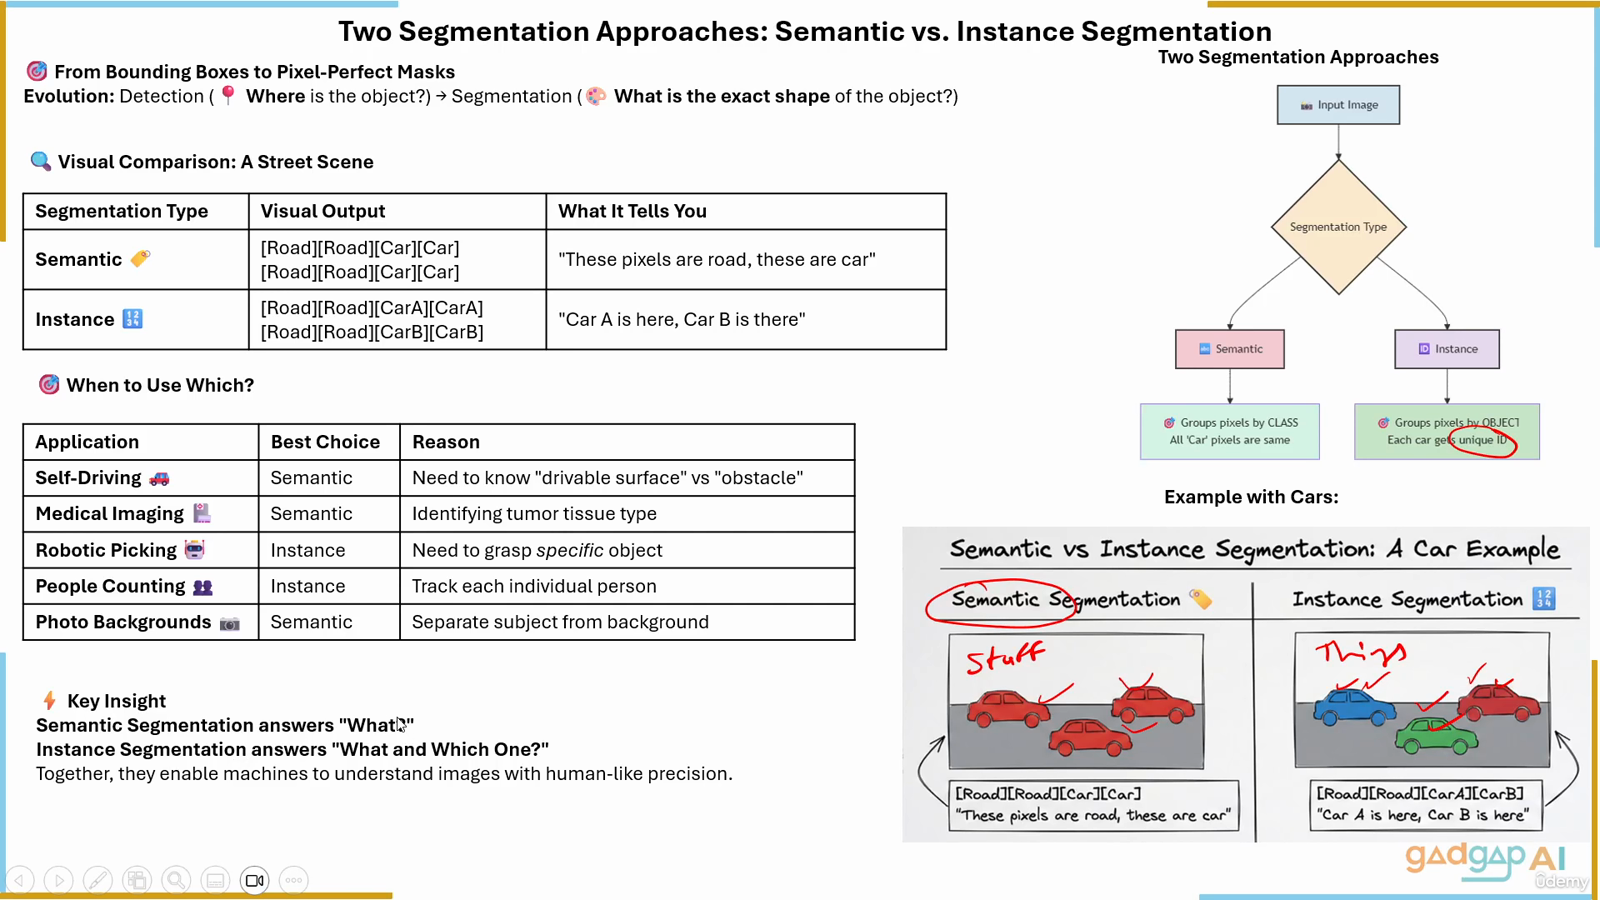 Two Segmentation Approaches: Semantic vs. Instance Segmentation
From Bounding Boxes to Pixel-Perfect Masks
Evolution: Detection (📍 Where is the object?) → Segmentation (🎨 What is the exact shape of the object?)
Visual Comparison: A Street Scene
Segmentation Type Visual Output What It Tells You
Semantic [Road][Road][Car][Car]
[Road][Road][Car][Car] "These pixels are road, these are car"
Instance [Road][Road][CarA][CarA]
[Road][Road][CarB][CarB] "Car A is here, Car B is there"
When to Use Which?
Application Best Choice Reason
Self-Driving Semantic Need to know "drivable surface" vs "obstacle"
Medical Imaging Semantic Identifying tumor tissue type
Robotic Picking Instance Need to grasp specific object
People Counting Instance Track each individual person
Photo Backgrounds Semantic Separate subject from background
Key Insight
Semantic Segmentation answers "What?"
Instance Segmentation answers "What and Which One?"
Together, they enable machines to understand images with human-like precision.
Two Segmentation Approaches
Input Image
Segmentation Type
Semantic
Instance
Groups pixels by CLASS
All 'Car' pixels are same
Groups pixels by OBJECT
Each car gets unique ID
Example with Cars:
Semantic vs Instance Segmentation: A Car Example
Semantic Segmentation
Stuff
[Road][Road][Car][Car]
"These pixels are road, these are car"
Instance Segmentation
Things
[Road][Road][CarA][CarB]
"Car A is here, Car B is here"
gadgap AI
Udemy